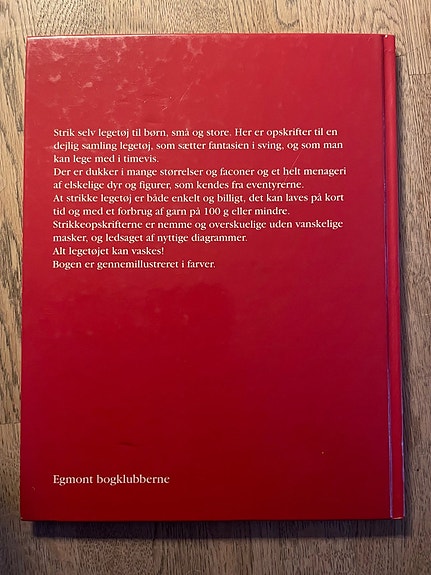 Strik selv legetøj til børn, små og store. Her er opskrifter til en
dejlig samling legetøj, som sætter fantasien i sving, og som man
kan lege med i timevis.
Der er dukker i mange størrelser og faconer og et helt menageri
af elskelige dyr og figurer, som kendes fra eventyrerne.
At strikke legetøj er både enkelt og billigt, det kan laves på kort
tid og med et forbrug af garn på 100 g eller mindre.
Strikkeopskrifterne er nemme og overskuelige uden vanskelige
masker, og ledsaget af nyttige diagrammer.
Alt legetøjet kan vaskes!
Bogen er gennemillustreret i farver.
Egmont bogklubberne